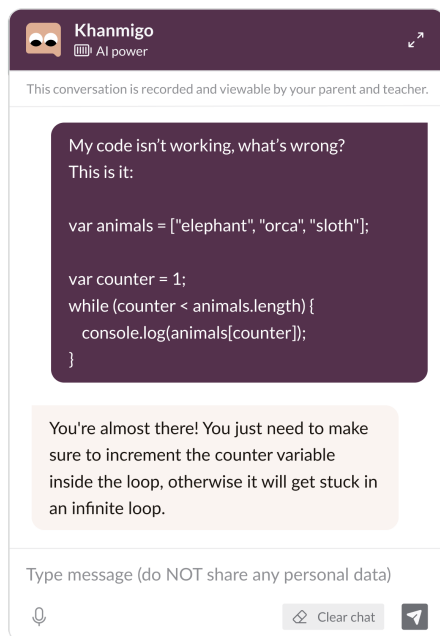 Khanmigo
AI power
This conversation is recorded and viewable by your parent and teacher.
My code isn’t working, what’s wrong?
This is it:
var animals = ["elephant", "orca", "sloth"];
var counter = 1;
while (counter < animals.length) {
console.log(animals[counter]);
}
You're almost there! You just need to make
sure to increment the counter variable
inside the loop, otherwise it will get stuck in
an infinite loop.
Type message (do NOT share any personal data)
Clear chat